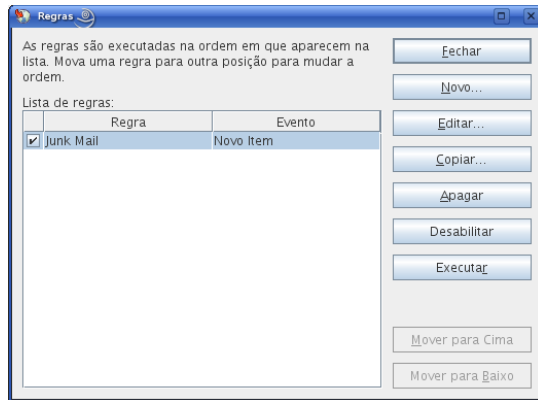 Regras
As regras são executadas na ordem em que aparecem na
lista. Mova uma regra para outra posição para mudar a
ordem.
Lista de regras:
Regra Evento
Junk Mail Novo Item
Fechar
Novo...
Editar...
Copiar...
Apagar
Desabilitar
Executar
Mover para Cima
Mover para Baixo